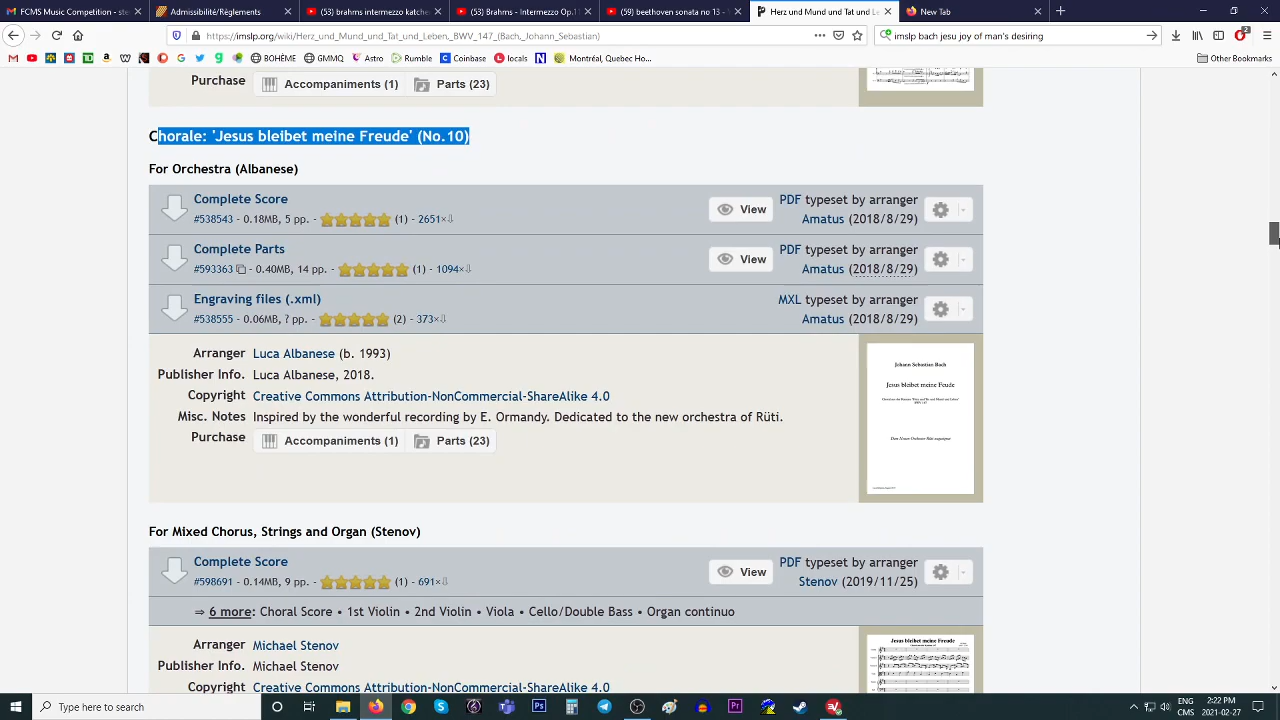 FCMS Music Competition - ste
Admissibilité/Règlements
(53) brahms intermezzo katche
(53) Brahms - Intermezzo Op.11
(59) beethoven sonata no 13 -
Herz und Mund und Tat und Le
New Tab
https://imslp.org/wiki/Herz_und_Mund_und_Tat_und_Leben,_BWV_147_(Bach,_Johann_Sebastian)
imslp bach jesu joy of man's desiring
BOHÈME
GMMQ
Astro
Rumble
Coinbase
locals
Montréal, Quebec Ho...
Other Bookmarks
Purchase Accompaniments (1) Parts (23)
Chorale: 'Jesus bleibet meine Freude' (No.10)
For Orchestra (Albanese)
Complete Score
#538543 - 0.18MB, 5 pp. - (1) - 2651×
View
PDF typeset by arranger
Amatus (2018/8/29)
Complete Parts
#593363 - 0.40MB, 14 pp. - (1) - 1094×
View
PDF typeset by arranger
Amatus (2018/8/29)
Engraving files (.xml)
#538555 - 0.06MB, ? pp. - (2) - 373×
MXL typeset by arranger
Amatus (2018/8/29)
Arranger Luca Albanese (b. 1993)
Publisher Info. Luca Albanese, 2018.
Copyright Creative Commons Attribution-NonCommercial-ShareAlike 4.0
Misc. Notes Inspired by the wonderful recording by E. Ormandy. Dedicated to the new orchestra of Rüti.
Purchase Accompaniments (1) Parts (23)
Johann Sebastian Bach
Jesus bleibet meine Feude
For Mixed Chorus, Strings and Organ (Stenov)
Complete Score
#598691 - 0.14MB, 9 pp. - (1) - 691×
View
PDF typeset by arranger
Stenov (2019/11/25)
⇒ 6 more: Choral Score • 1st Violin • 2nd Violin • Viola • Cello/Double Bass • Organ continuo
Arranger Michael Stenov
Publisher Info. Michael Stenov
Copyright Creative Commons Attribution-NonCommercial-ShareAlike 4.0
Jesus bleibet meine Freude
Type here to search
ENG
CMS
2:22 PM
2021-02-27